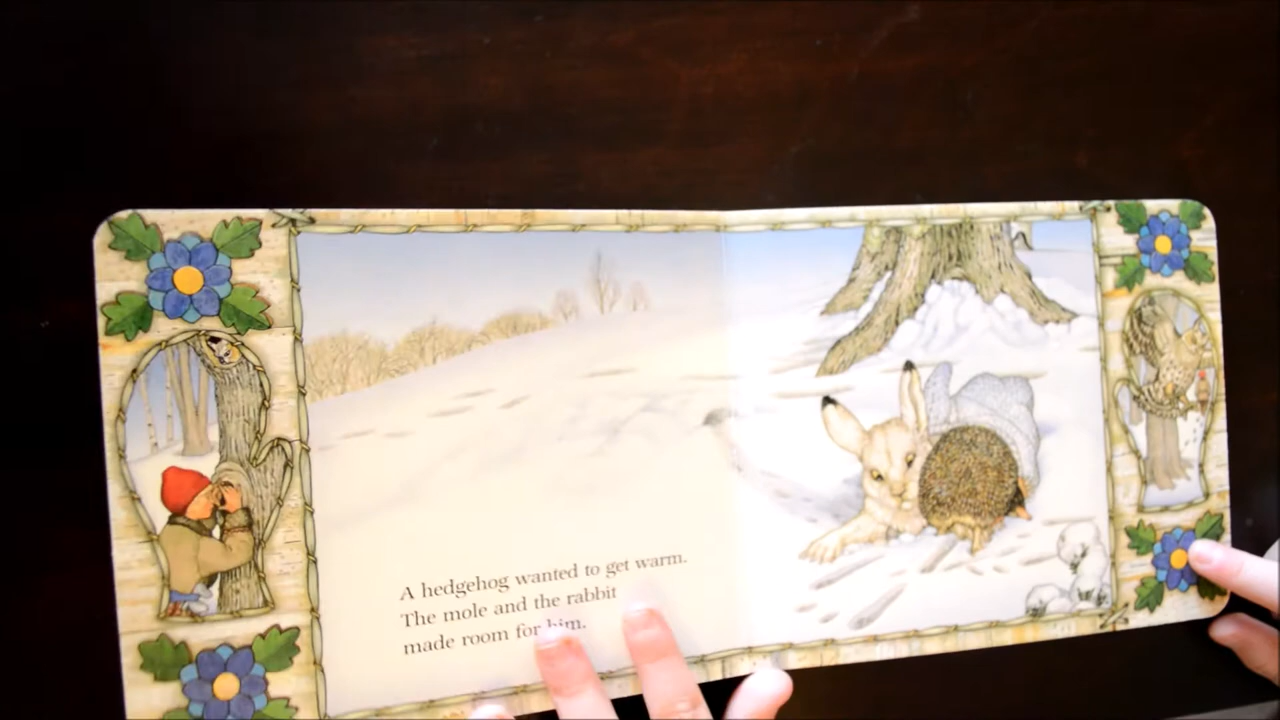 A hedgehog wanted to get warm.
The mole and the rabbit
made room for him.